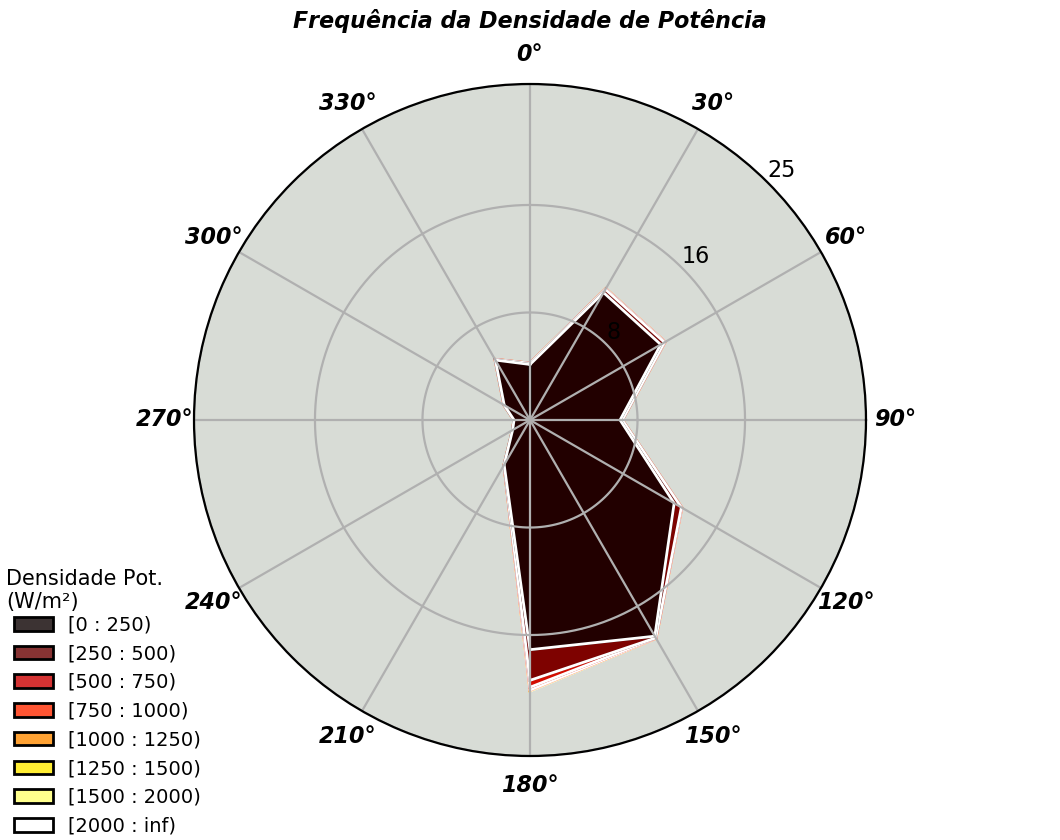 Frequência da Densidade de Potência
0°
330°
30°
25
300°
60°
16
8
270°
90°
240°
120°
210°
150°
180°
Densidade Pot.
(W/m²)
[0 : 250)
[250 : 500)
[500 : 750)
[750 : 1000)
[1000 : 1250)
[1250 : 1500)
[1500 : 2000)
[2000 : inf)